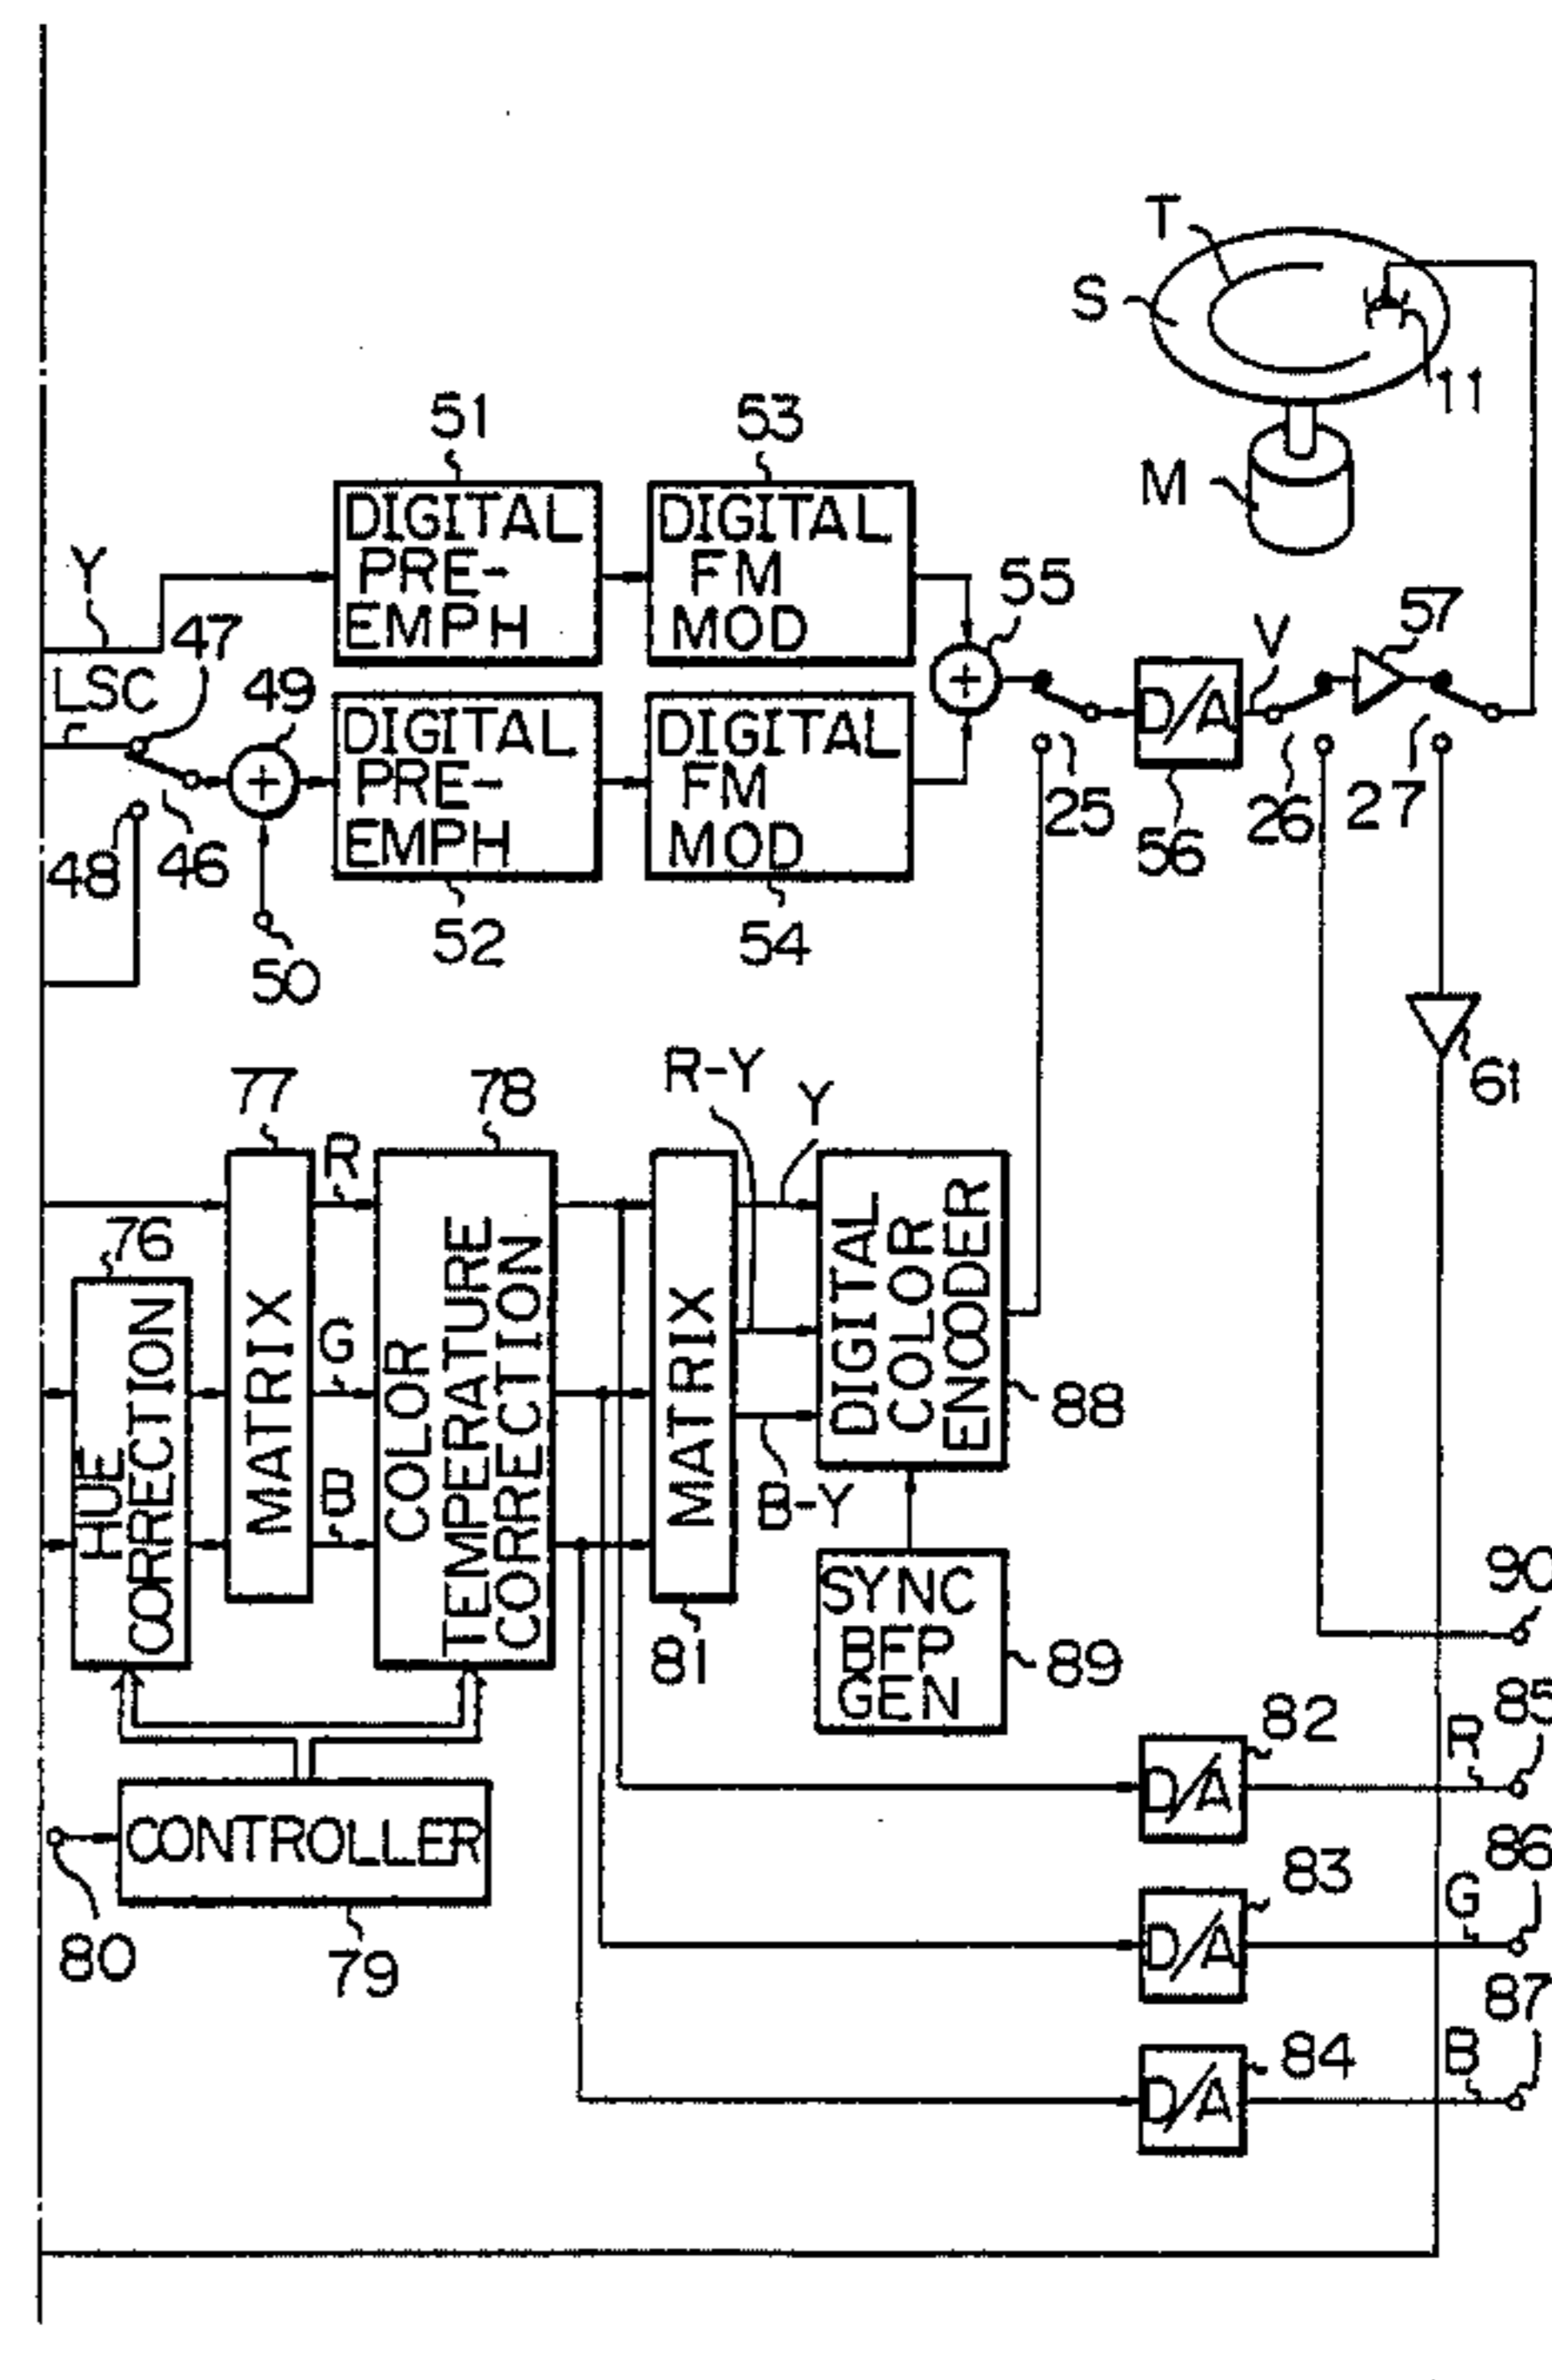 T
S
11
M
51
53
DIGITAL
PRE-
EMPH
DIGITAL
FM
MOD
55
57
Y
47
V
LSC
49
DIGITAL
PRE-
EMPH
DIGITAL
FM
MOD
D/A
25
26
27
56
48
46
52
54
50
61
R-Y
Y
77
78
R
76
HUE
CORRECTION
MATRIX
G
B
COLOR
TEMPERATURE
CORRECTION
MATRIX
81
DIGITAL
COLOR
ENCODER
88
B-Y
SYNC
BFP
GEN
89
90
82
R
85
D/A
CONTROLLER
80
79
83
G
86
D/A
84
B
87
D/A